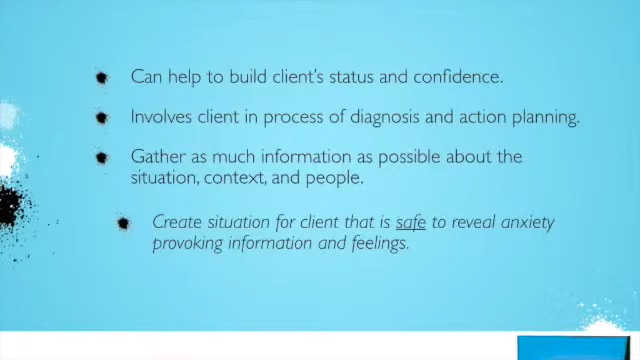 Can help to build client's status and confidence.
Involves client in process of diagnosis and action planning.
Gather as much information as possible about the
situation, context, and people.
Create situation for client that is safe to reveal anxiety
provoking information and feelings.